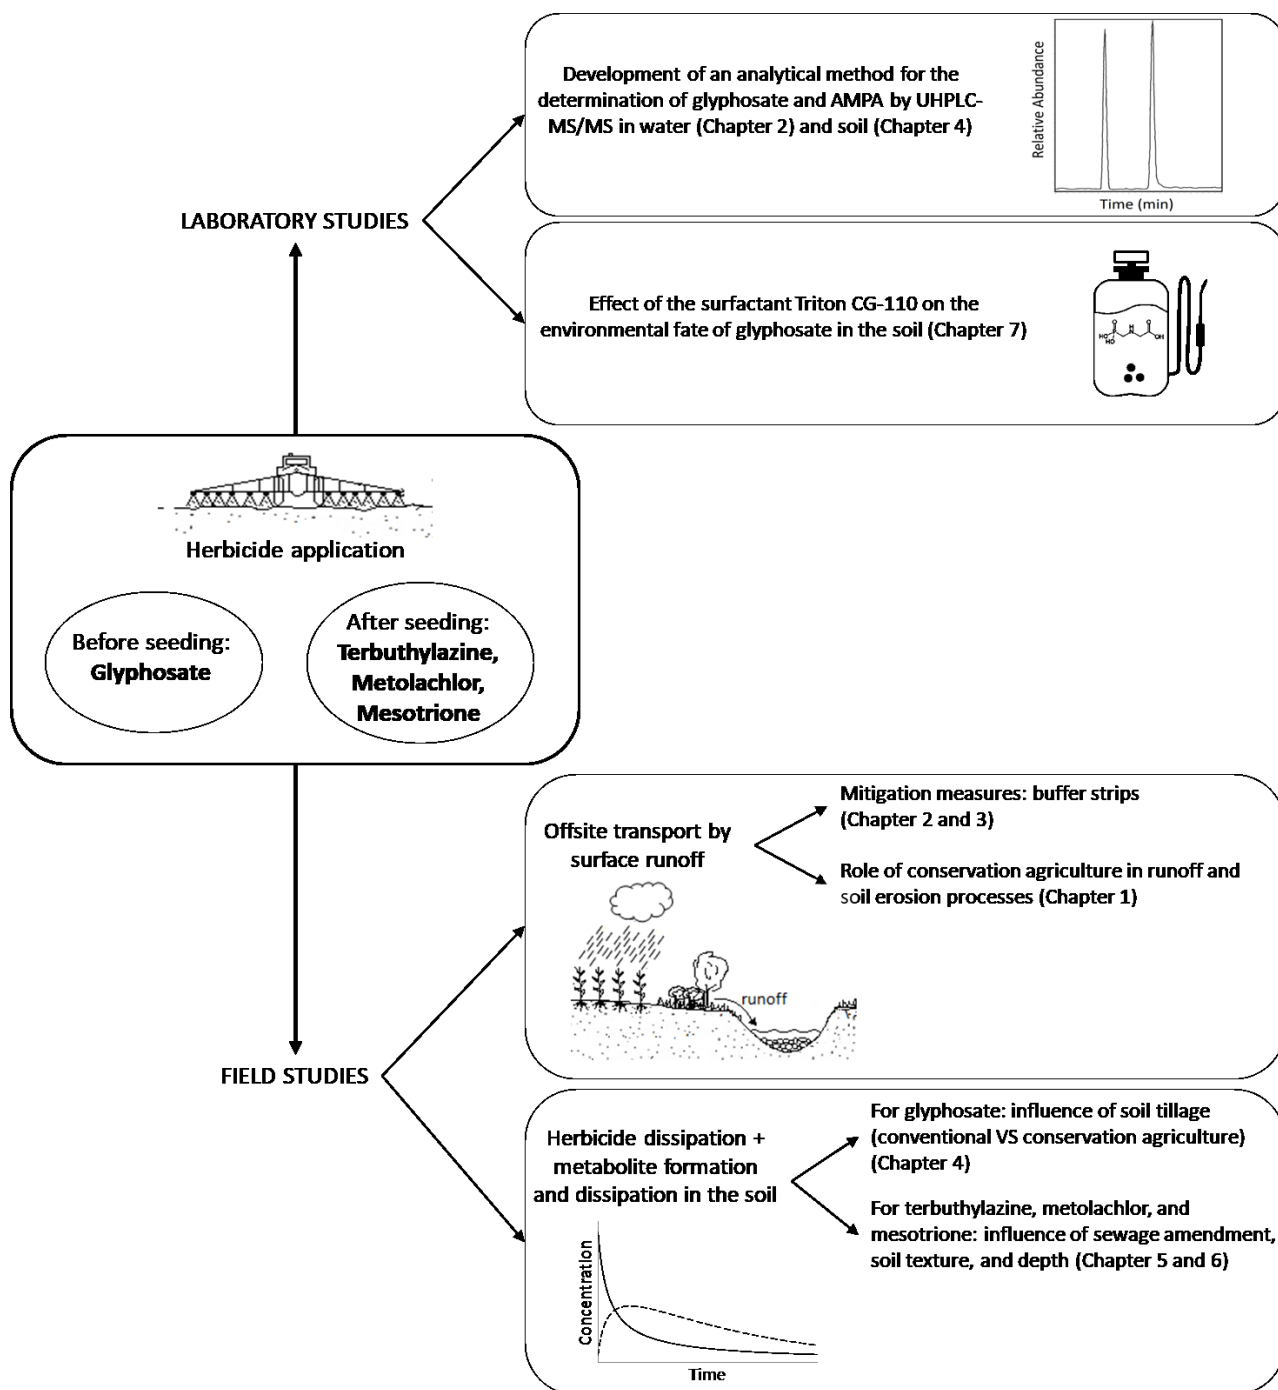 Development of an analytical method for the
determination of glyphosate and AMPA by UHPLC-
MS/MS in water (Chapter 2) and soil (Chapter 4)
Relative Abundance
Time (min)
LABORATORY STUDIES
Effect of the surfactant Triton CG-110 on the
environmental fate of glyphosate in the soil (Chapter 7)
HO
HO
P
O
H
N
O
OH
Herbicide application
Before seeding:
Glyphosate
After seeding:
Terbuthylazine,
Metolachlor,
Mesotrione
Offsite transport by
surface runoff
Mitigation measures: buffer strips
(Chapter 2 and 3)
Role of conservation agriculture in runoff and
soil erosion processes (Chapter 1)
runoff
FIELD STUDIES
Herbicide dissipation +
metabolite formation
and dissipation in the soil
For glyphosate: influence of soil tillage
(conventional VS conservation agriculture)
(Chapter 4)
For terbuthylazine, metolachlor, and
mesotrione: influence of sewage amendment,
soil texture, and depth (Chapter 5 and 6)
Concentration
Time